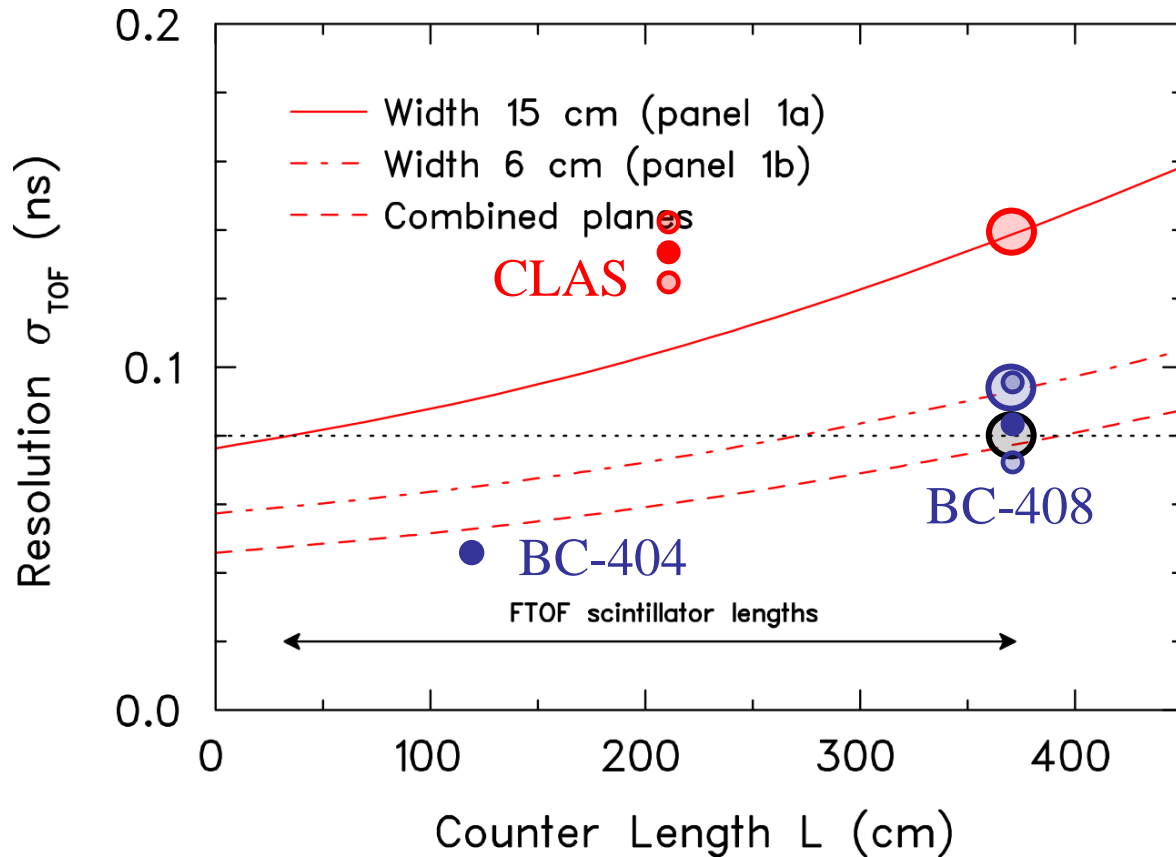 0.2
Width 15 cm (panel 1a)
Width 6 cm (panel 1b)
Combined planes
CLAS
Resolution σTOF (ns)
0.1
BC-408
BC-404
FTOF scintillator lengths
0.0
0 100 200 300 400
Counter Length L (cm)